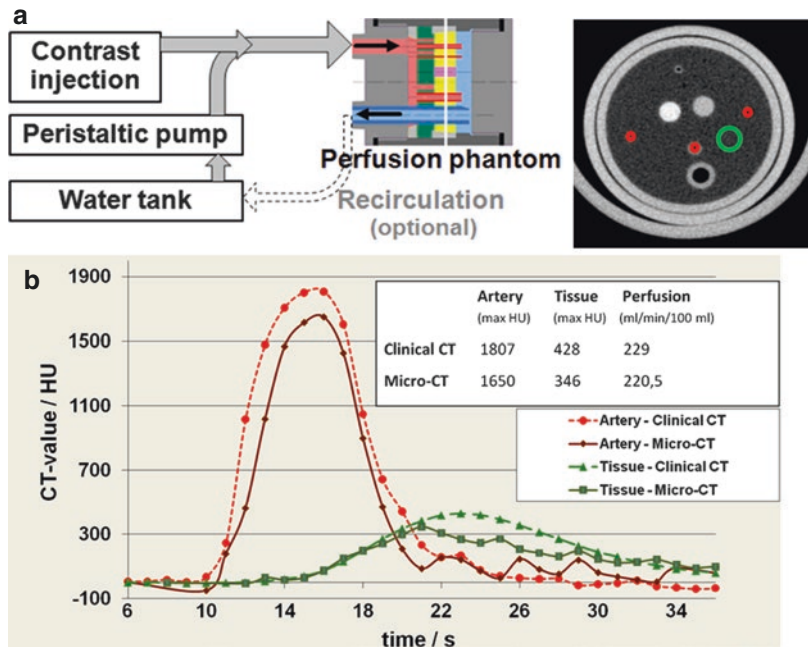 a
Contrast
injection
Peristaltic pump
Water tank
Perfusion phantom
Recirculation
(optional)
b
CT-value / HU
1900
1500
1100
700
300
-100
6
10
14
18
22
26
30
34
time / s
Artery Tissue Perfusion
(max HU) (max HU) (ml/min/100 ml)
Clinical CT 1807 428 229
Micro-CT 1650 346 220,5
Artery - Clinical CT
Artery - Micro-CT
Tissue - Clinical CT
Tissue - Micro-CT